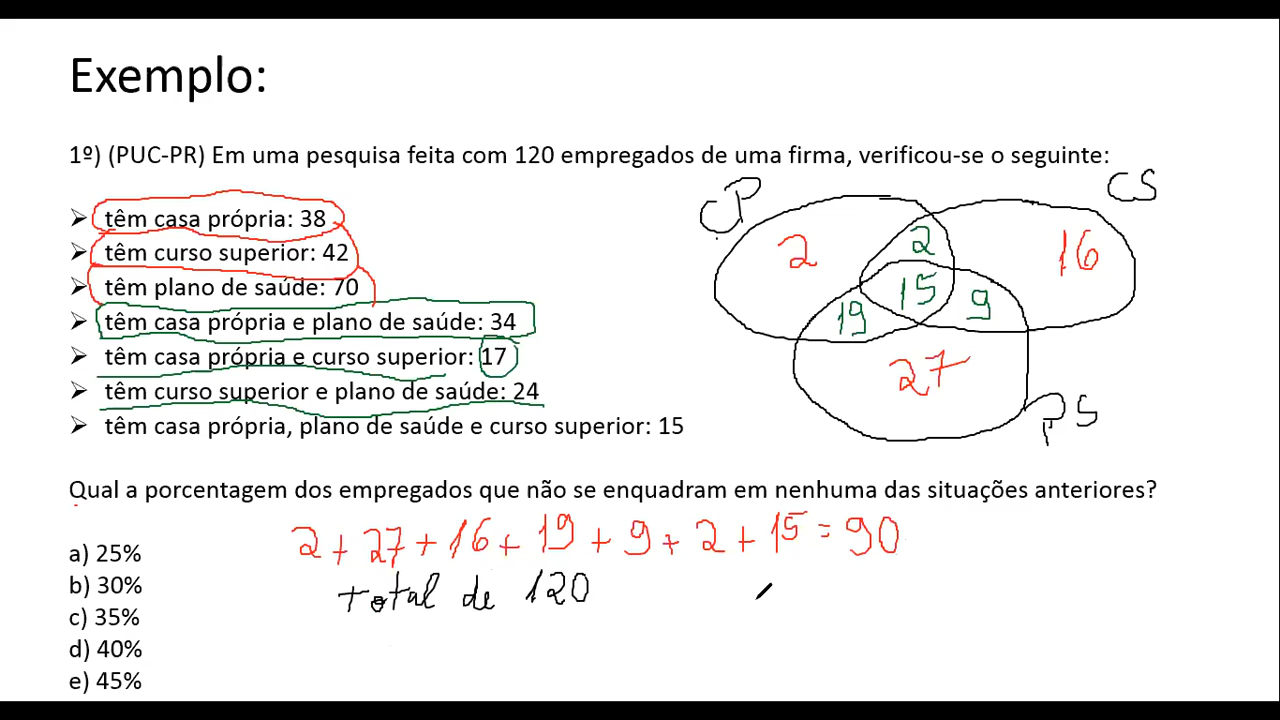 Exemplo:
1º) (PUC-PR) Em uma pesquisa feita com 120 empregados de uma firma, verificou-se o seguinte:
CP
CS
➢ têm casa própria: 38
➢ têm curso superior: 42
➢ têm plano de saúde: 70
➢ têm casa própria e plano de saúde: 34
➢ têm casa própria e curso superior: 17
➢ têm curso superior e plano de saúde: 24
➢ têm casa própria, plano de saúde e curso superior: 15
2
2
16
15
19
9
27
PS
Qual a porcentagem dos empregados que não se enquadram em nenhuma das situações anteriores?
2 + 27 + 16 + 19 + 9 + 2 + 15 = 90
total de 120
a) 25%
b) 30%
c) 35%
d) 40%
e) 45%